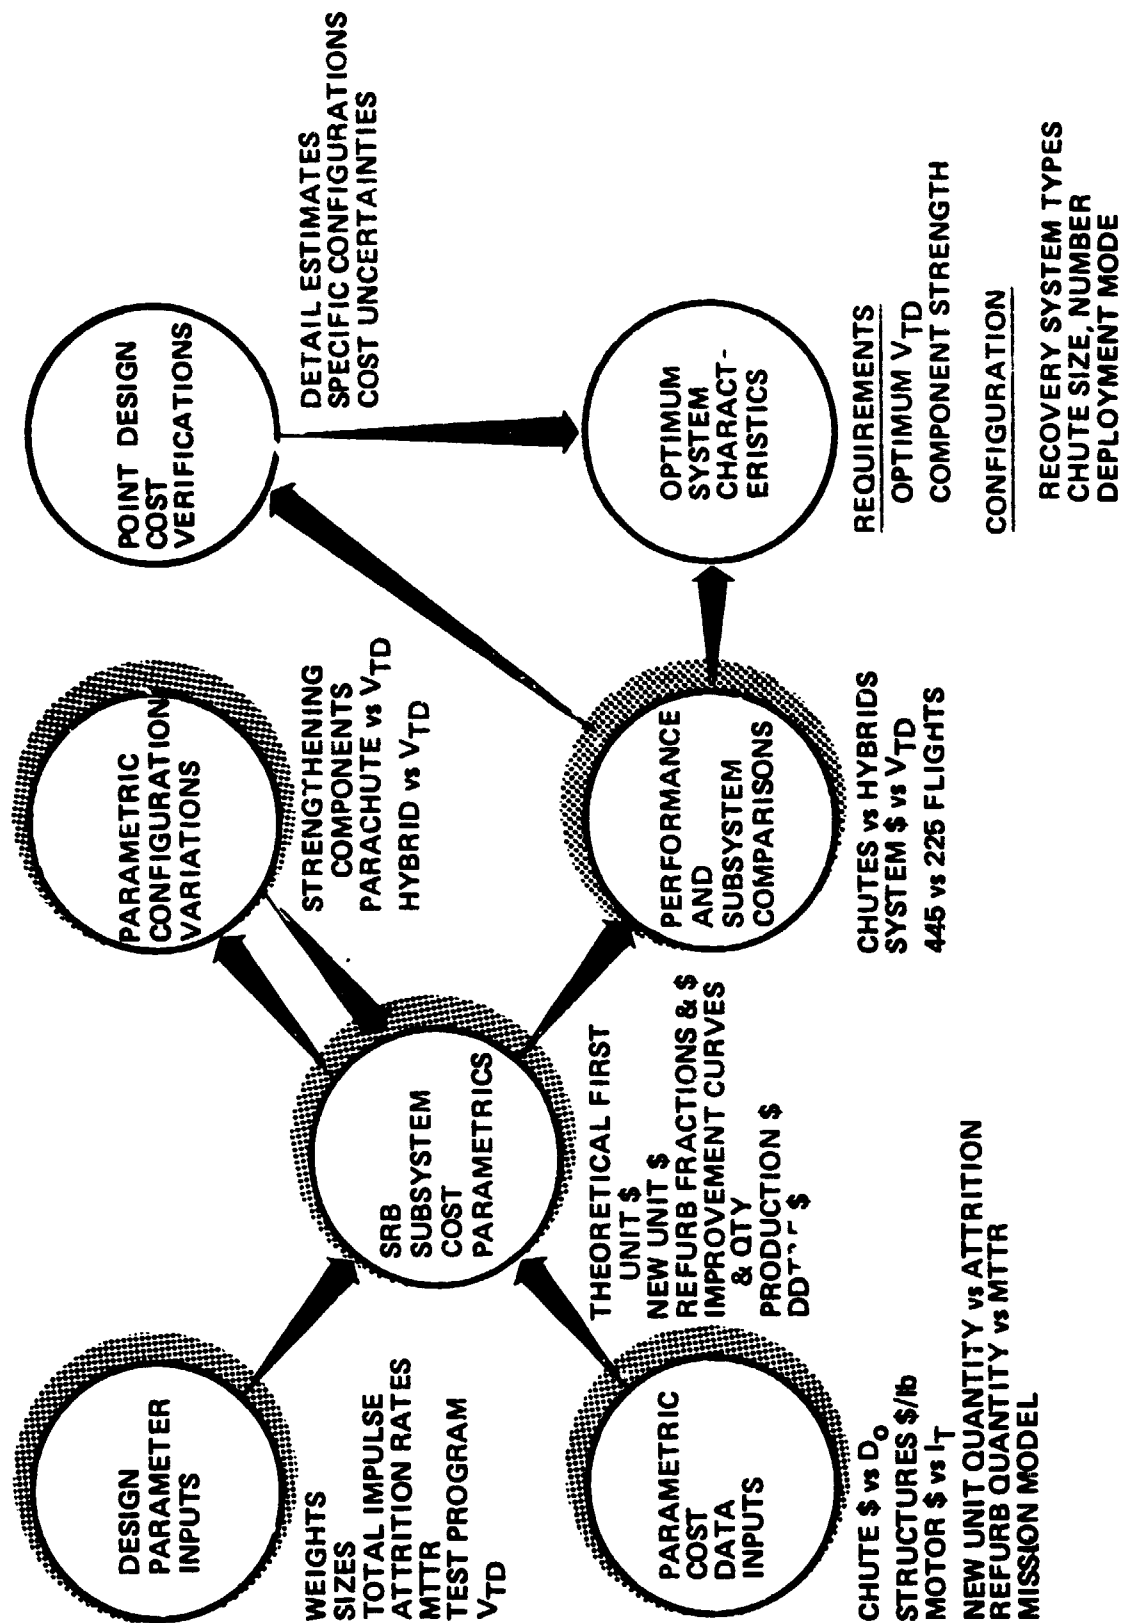 DESIGN
PARAMETER
INPUTS
WEIGHTS
SIZES
TOTAL IMPULSE
ATTRITION RATES
MTTR
TEST PROGRAM
VTD
PARAMETRIC
COST
DATA
INPUTS
CHUTE $ vs Do
STRUCTURES $/lb
MOTOR $ vs IT
NEW UNIT QUANTITY vs ATTRITION
REFURB QUANTITY vs MTTR
MISSION MODEL
SRB
SUBSYSTEM
COST
PARAMETRICS
THEORETICAL FIRST
UNIT $
NEW UNIT $
REFURB FRACTIONS & $
IMPROVEMENT CURVES
& QTY
PRODUCTION $
PARAMETRIC
CONFIGURATION
VARIATIONS
STRENGTHENING
COMPONENTS
PARACHUTE vs VTD
HYBRID vs VTD
PERFORMANCE
AND
SUBSYSTEM
COMPARISONS
CHUTES vs HYBRIDS
SYSTEM $ vs VTD
445 vs 225 FLIGHTS
POINT DESIGN
COST
VERIFICATIONS
DETAIL ESTIMATES
SPECIFIC CONFIGURATIONS
COST UNCERTAINTIES
OPTIMUM
SYSTEM
CHARACT-
ERISTICS
REQUIREMENTS
OPTIMUM VTD
COMPONENT STRENGTH
CONFIGURATION
RECOVERY SYSTEM TYPES
CHUTE SIZE, NUMBER
DEPLOYMENT MODE